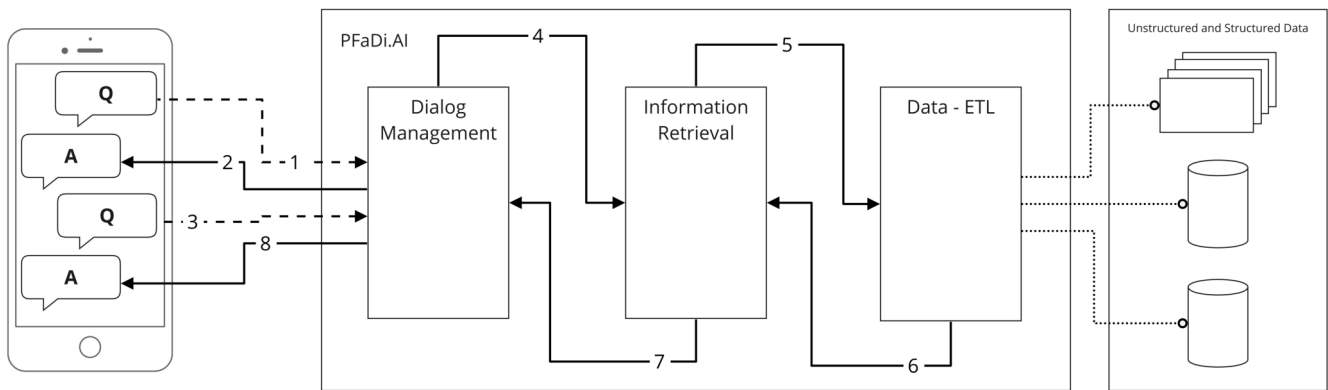 Q
A
Q
A
1
2
3
8
PFaDi.AI
Dialog
Management
4
Information
Retrieval
5
Data - ETL
7
6
Unstructured and Structured Data